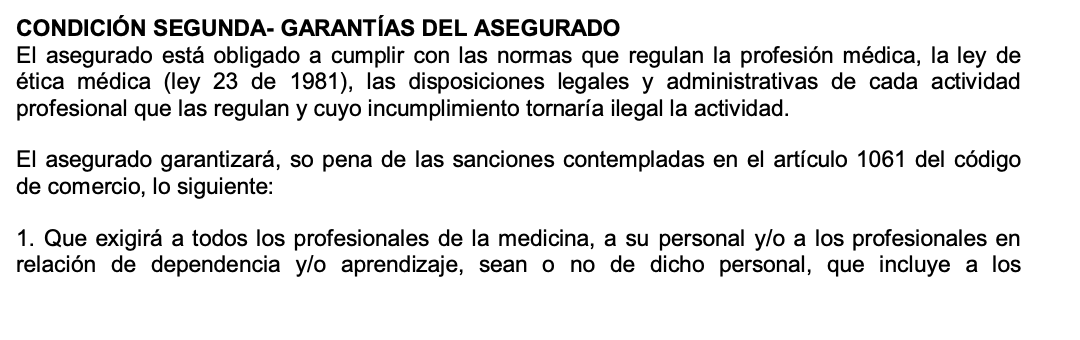 CONDICIÓN SEGUNDA- GARANTÍAS DEL ASEGURADO
El asegurado está obligado a cumplir con las normas que regulan la profesión médica, la ley de
ética médica (ley 23 de 1981), las disposiciones legales y administrativas de cada actividad
profesional que las regulan y cuyo incumplimiento tornaría ilegal la actividad.
El asegurado garantizará, so pena de las sanciones contempladas en el artículo 1061 del código
de comercio, lo siguiente:
1. Que exigirá a todos los profesionales de la medicina, a su personal y/o a los profesionales en
relación de dependencia y/o aprendizaje, sean o no de dicho personal, que incluye a los